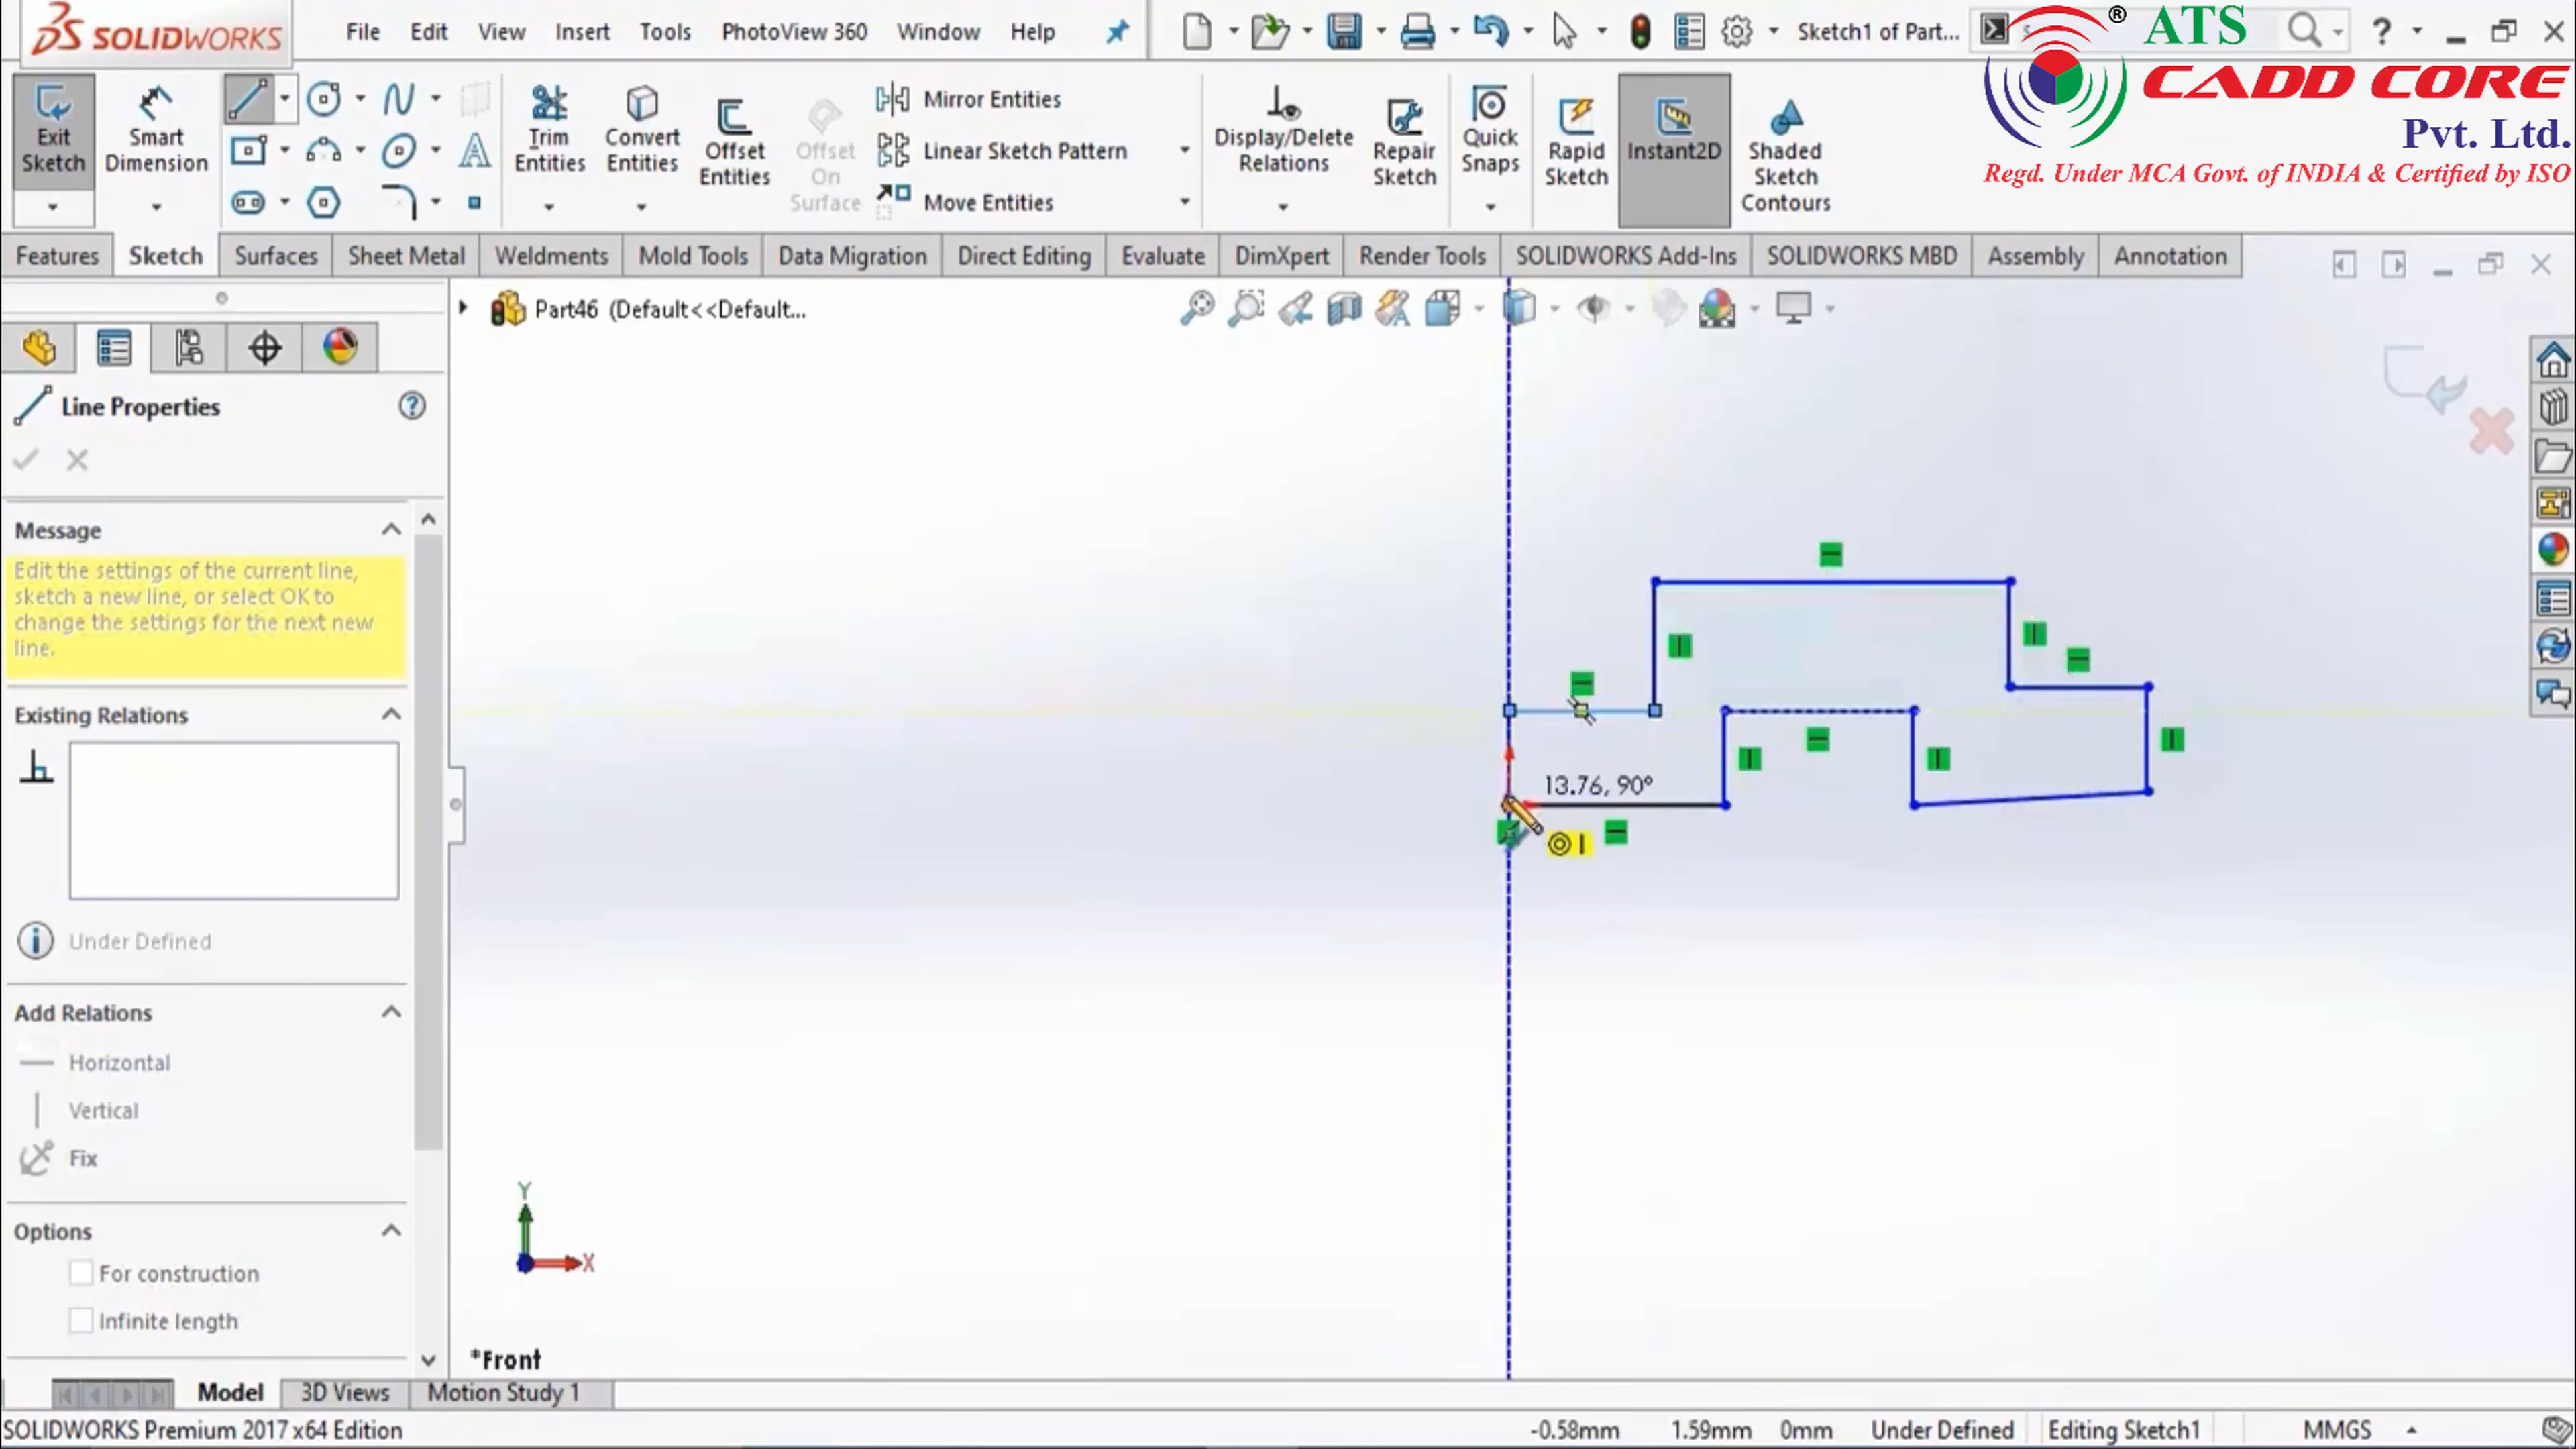 SOLIDWORKS
File Edit View Insert Tools PhotoView 360 Window Help
Sketch1 of Part...
?
ATS
®
CADD CORE
Pvt. Ltd.
Regd. Under MCA Govt. of INDIA & Certified by ISO
Exit Sketch
Smart Dimension
Trim Entities
Convert Entities
Offset Entities
Offset On Surface
Mirror Entities
Linear Sketch Pattern
Move Entities
Display/Delete Relations
Repair Sketch
Quick Snaps
Rapid Sketch
Instant2D
Shaded Sketch Contours
Features Sketch Surfaces Sheet Metal Weldments Mold Tools Data Migration Direct Editing Evaluate DimXpert Render Tools SOLIDWORKS Add-Ins SOLIDWORKS MBD Assembly Annotation
Part46 (Default<<Default...
Line Properties
?
Message
Edit the settings of the current line,
sketch a new line, or select OK to
change the settings for the next new
line.
Existing Relations
Under Defined
Add Relations
Horizontal
Vertical
Fix
Options
For construction
Infinite length
13.76, 90°
Y
X
*Front
Model 3D Views Motion Study 1
SOLIDWORKS Premium 2017 x64 Edition
-0.58mm 1.59mm 0mm Under Defined Editing Sketch1 MMGS